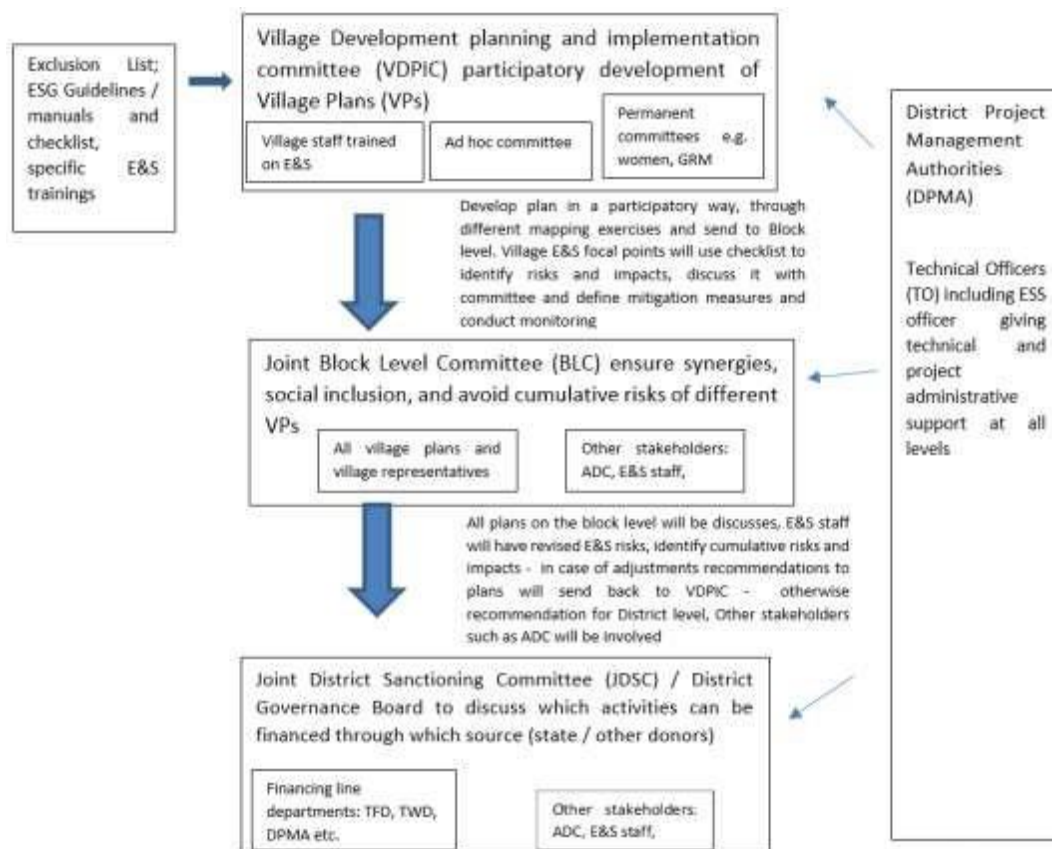 Exclusion List;
ESG Guidelines /
manuals and
checklist,
specific E&S
trainings
Village Development planning and implementation
committee (VDPIC) participatory development of
Village Plans (VPs)
Village staff trained
on E&S
Ad hoc committee
Permanent
committees e.g.
women, GRM
Develop plan in a participatory way, through
different mapping exercises and send to Block
level. Village E&S focal points will use checklist to
identify risks and impacts, discuss it with
committee and define mitigation measures and
conduct monitoring
Joint Block Level Committee (BLC) ensure synergies,
social inclusion, and avoid cumulative risks of different
VPs
All village plans and
village representatives
Other stakeholders:
ADC, E&S staff,
All plans on the block level will be discusses, E&S staff
will have revised E&S risks, identify cumulative risks and
impacts - in case of adjustments recommendations to
plans will send back to VDPIC - otherwise
recommendation for District level, Other stakeholders
such as ADC will be involved
Joint District Sanctioning Committee (JDSC) / District
Governance Board to discuss which activities can be
financed through which source (state / other donors)
Financing line
departments: TFD, TWD,
DPMA etc.
Other stakeholders:
ADC, E&S staff,
District Project
Management
Authorities
(DPMA)
Technical Officers
(TO) including ESS
officer giving
technical and
project
administrative
support at all
levels